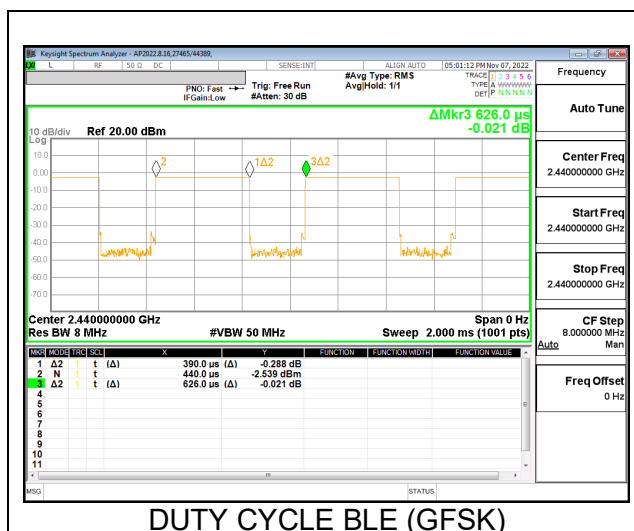 Keysight Spectrum Analyzer - AP2022.8.16,27465/44389,
LXI L RF 50 Ω DC SENSE:INT ALIGN AUTO 05:01:12 PM Nov 07, 2022
PNO: Fast Trig: Free Run #Avg Type: RMS TRACE 1 2 3 4 5 6
IFGain:Low #Atten: 30 dB Avg|Hold: 1/1 TYPE A WWWWW
DET P N N N N N
ΔMkr3 626.0 µs
-0.021 dB
10 dB/div Ref 20.00 dBm
Log
10.0
0.00
-10.0
-20.0
-30.0
-40.0
-50.0
-60.0
-70.0
2 1Δ2 3Δ2
Center 2.440000000 GHz Span 0 Hz
Res BW 8 MHz #VBW 50 MHz Sweep 2.000 ms (1001 pts)
MKR MODE TRC SCL X Y FUNCTION FUNCTION WIDTH FUNCTION VALUE
1 Δ2 1 t (Δ) 390.0 µs (Δ) -0.288 dB
2 N 1 t 440.0 µs -2.539 dBm
3 Δ2 1 t (Δ) 626.0 µs (Δ) -0.021 dB
4
5
6
7
8
9
10
11
MSG STATUS
Frequency
Auto Tune
Center Freq
2.440000000 GHz
Start Freq
2.440000000 GHz
Stop Freq
2.440000000 GHz
CF Step
8.000000 MHz
Auto Man
Freq Offset
0 Hz
DUTY CYCLE BLE (GFSK)